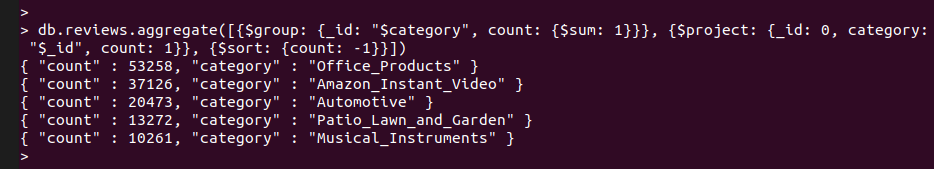 >
> db.reviews.aggregate([{$group: {_id: "$category", count: {$sum: 1}}}, {$project: {_id: 0, category:
"$_id", count: 1}}, {$sort: {count: -1}}])
{ "count" : 53258, "category" : "Office_Products" }
{ "count" : 37126, "category" : "Amazon_Instant_Video" }
{ "count" : 20473, "category" : "Automotive" }
{ "count" : 13272, "category" : "Patio_Lawn_and_Garden" }
{ "count" : 10261, "category" : "Musical_Instruments" }
>